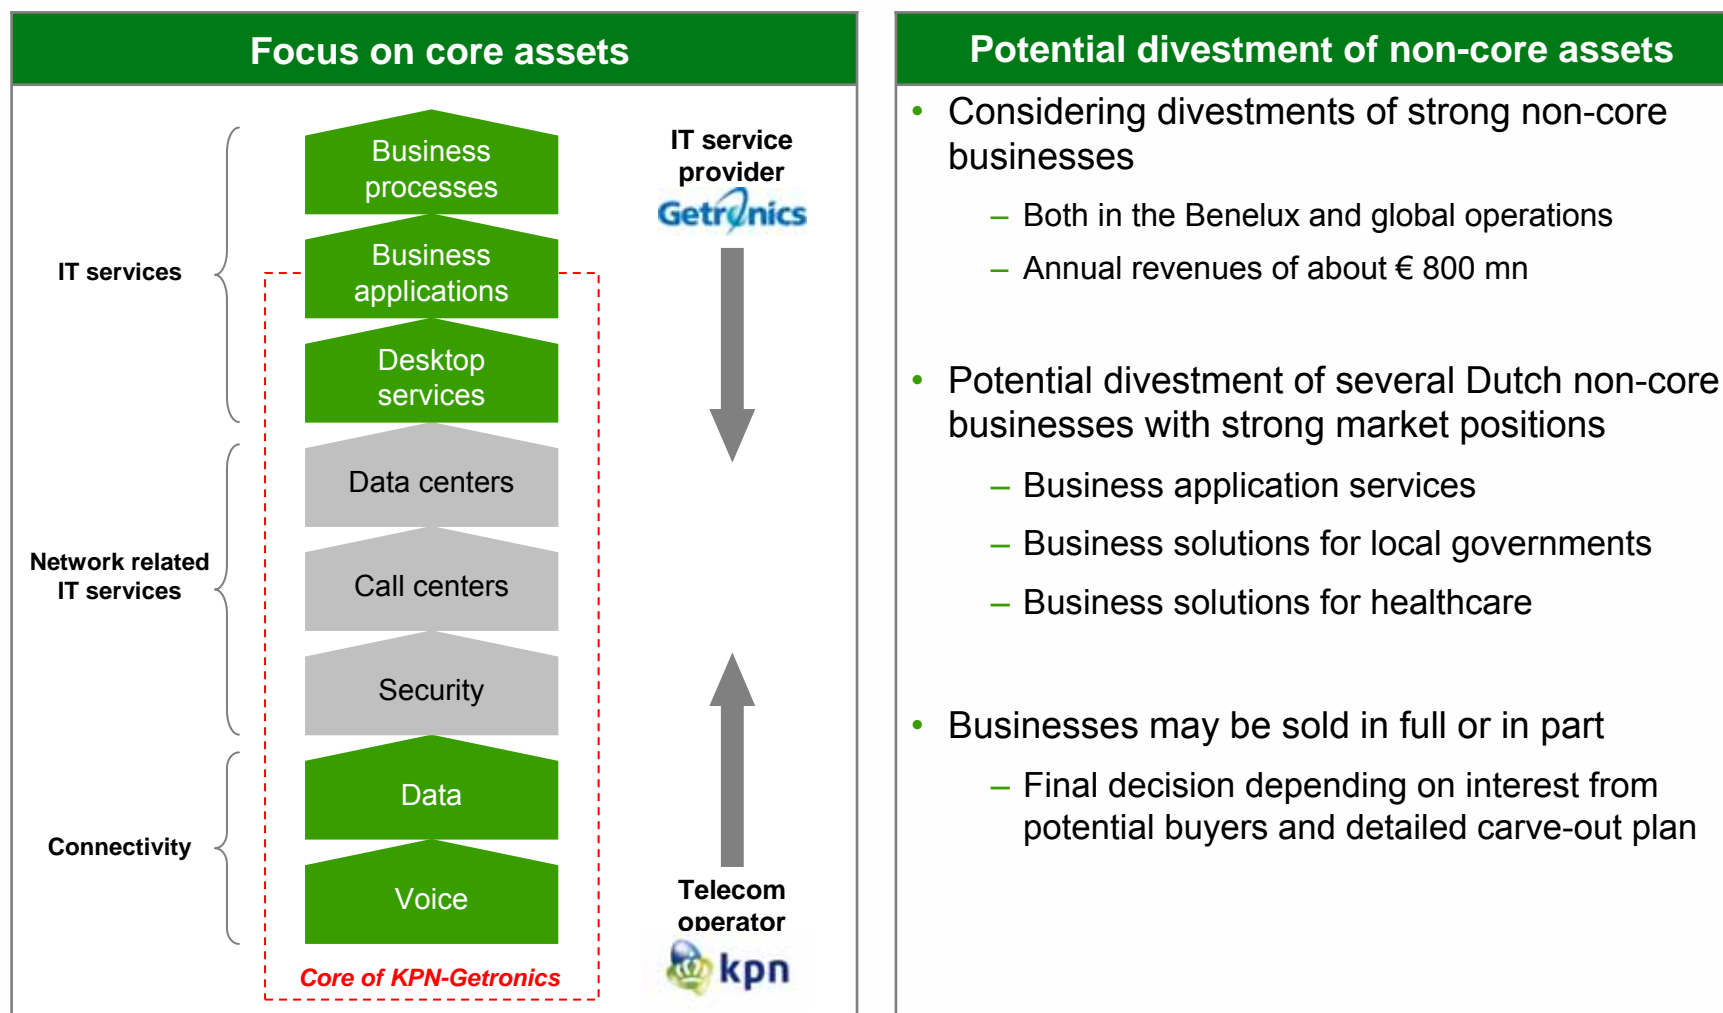 Focus on core assets
IT services
Network related
IT services
Connectivity
Business
processes
Business
applications
Desktop
services
Data centers
Call centers
Security
Data
Voice
Core of KPN-Getronics
IT service
provider
Getronics
Telecom
operator
kpn
Potential divestment of non-core assets
• Considering divestments of strong non-core
businesses
– Both in the Benelux and global operations
– Annual revenues of about € 800 mn
• Potential divestment of several Dutch non-core
businesses with strong market positions
– Business application services
– Business solutions for local governments
– Business solutions for healthcare
• Businesses may be sold in full or in part
– Final decision depending on interest from
potential buyers and detailed carve-out plan